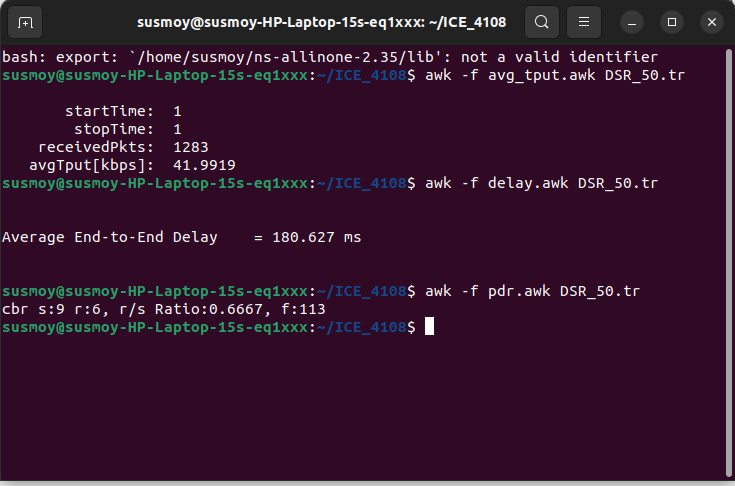 susmoy@susmoy-HP-Laptop-15s-eq1xxx: ~/ICE_4108
bash: export: `/home/susmoy/ns-allinone-2.35/lib': not a valid identifier
susmoy@susmoy-HP-Laptop-15s-eq1xxx:~/ICE_4108$ awk -f avg_tput.awk DSR_50.tr
startTime: 1
stopTime: 1
receivedPkts: 1283
avgTput[kbps]: 41.9919
susmoy@susmoy-HP-Laptop-15s-eq1xxx:~/ICE_4108$ awk -f delay.awk DSR_50.tr
Average End-to-End Delay = 180.627 ms
susmoy@susmoy-HP-Laptop-15s-eq1xxx:~/ICE_4108$ awk -f pdr.awk DSR_50.tr
cbr s:9 r:6, r/s Ratio:0.6667, f:113
susmoy@susmoy-HP-Laptop-15s-eq1xxx:~/ICE_4108$